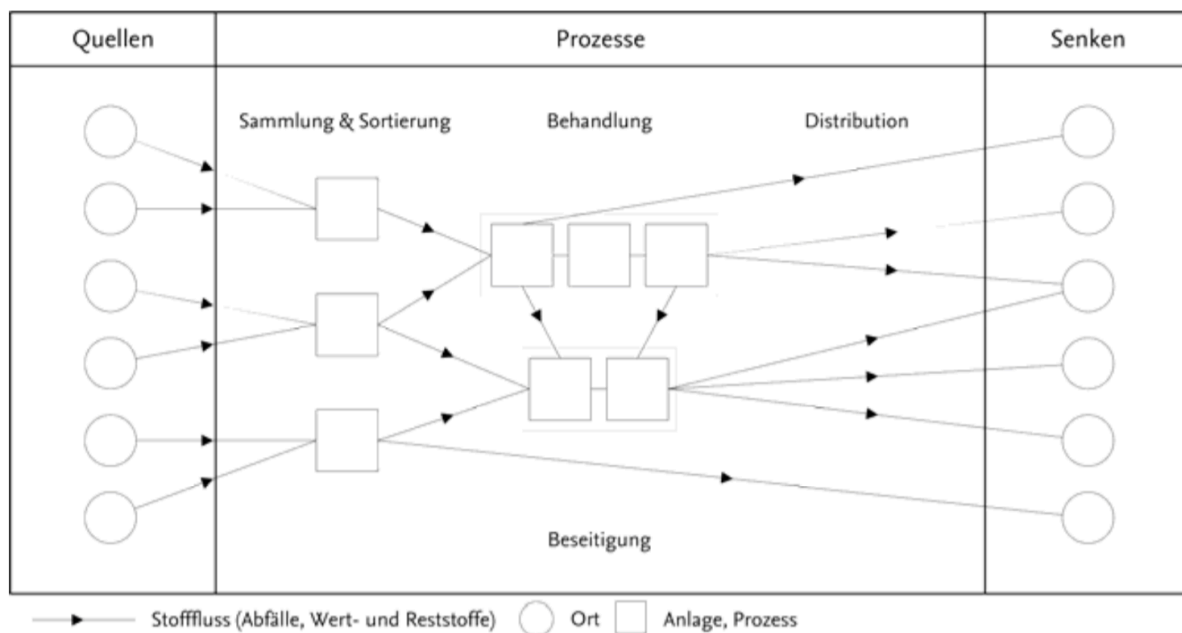 Quellen
Prozesse
Senken
Sammlung & Sortierung
Behandlung
Distribution
Beseitigung
Stofffluss (Abfälle, Wert- und Reststoffe)
Ort
Anlage, Prozess